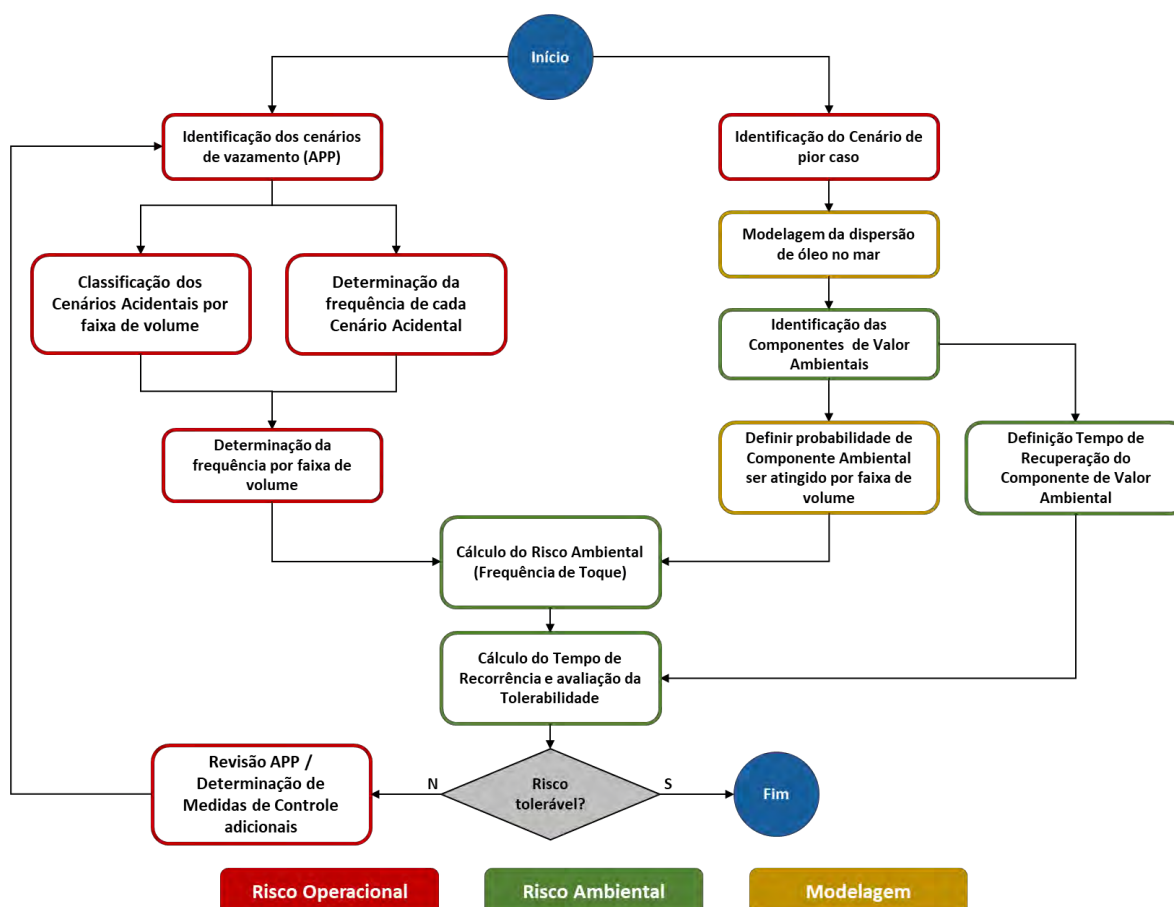 Início
Identificação dos cenários
de vazamento (APP)
Identificação do Cenário de
pior caso
Modelagem da dispersão
de óleo no mar
Classificação dos
Cenários Acidentais por
faixa de volume
Determinação da
frequência de cada
Cenário Acidental
Identificação das
Componentes de Valor
Ambientais
Determinação da
frequência por faixa de
volume
Definir probabilidade de
Componente Ambiental
ser atingido por faixa de
volume
Definição Tempo de
Recuperação do
Componente de Valor
Ambiental
Cálculo do Risco Ambiental
(Frequência de Toque)
Cálculo do Tempo de
Recorrência e avaliação da
Tolerabilidade
Revisão APP /
Determinação de
Medidas de Controle
adicionais
N
Risco
tolerável?
S
Fim
Risco Operacional
Risco Ambiental
Modelagem